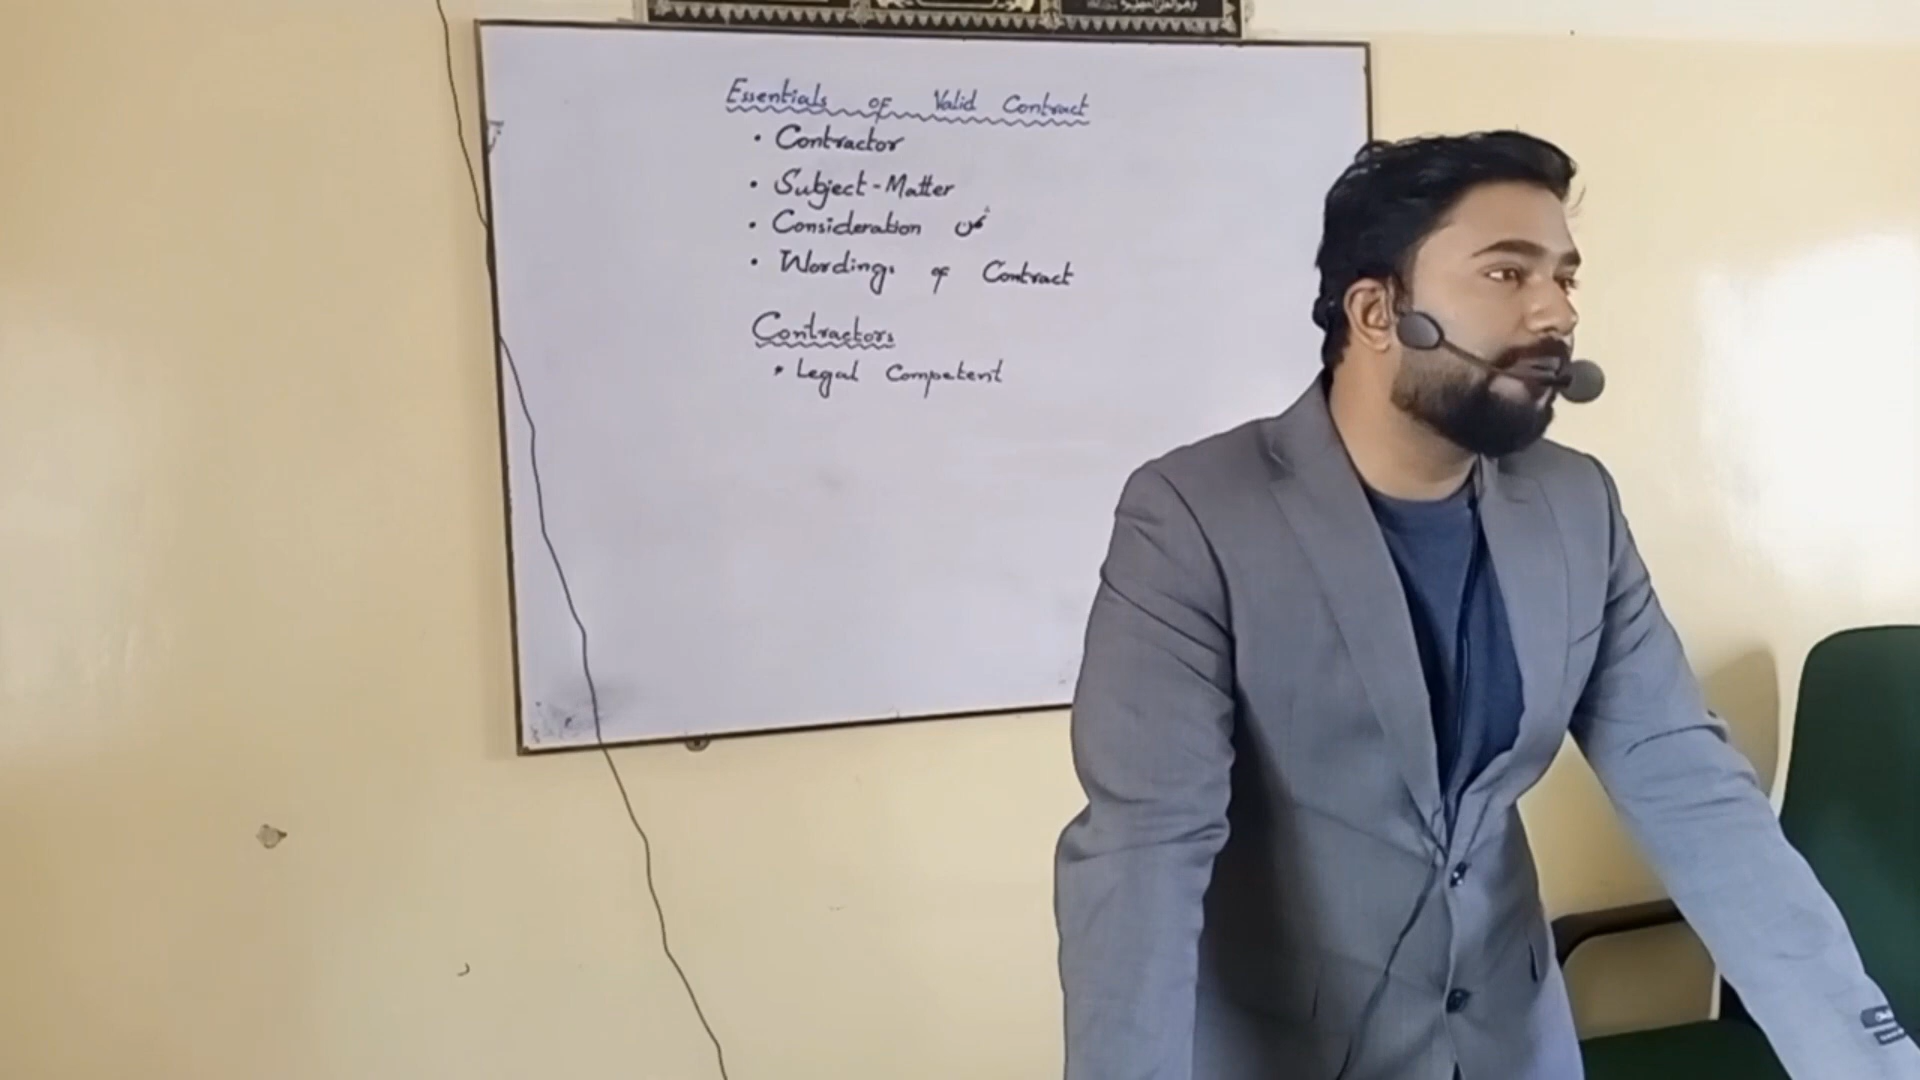 Essentials of Valid Contract
• Contractor
• Subject-Matter
• Consideration ثمن
• Wordings of Contract
Contractors
• Legal Competent